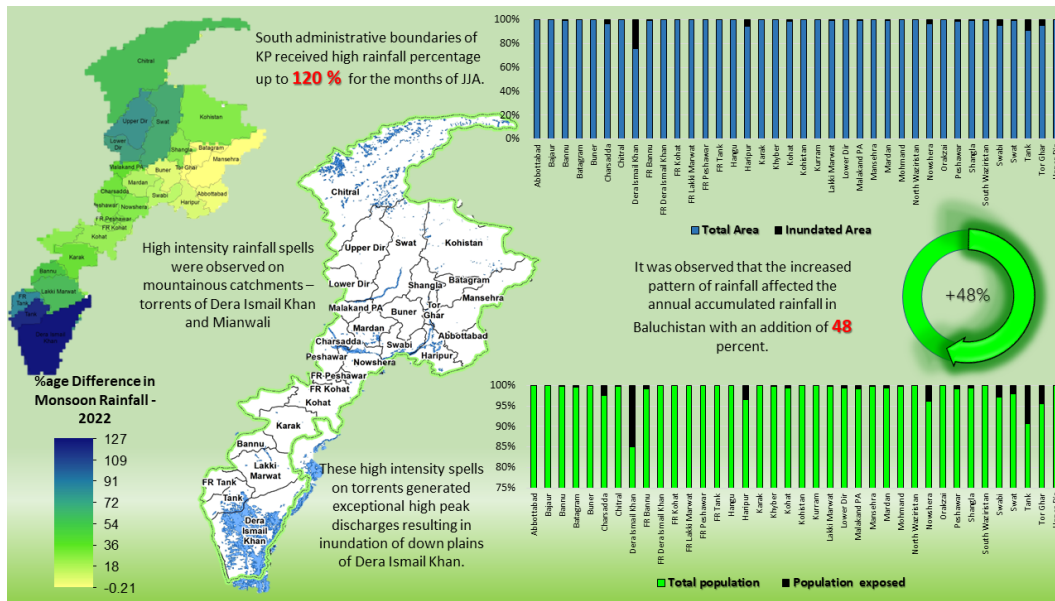 South administrative boundaries of
KP received high rainfall percentage
up to 120 % for the months of JJA.
Chitral
Upper Dir
Swat
Kohistan
Lower
Dir
Shangla
Batagram
Mansehra
Malakand PA
Buner
Tor Ghar
Mardan
Charsadda
Swabi
Abbottabad
Haripur
Peshawar
Nowshera
FR Peshawar
FR Kohat
Kohat
Karak
Bannu
Lakki Marwat
FR
Tank
Tank
Dera Ismail
Khan
High intensity rainfall spells
were observed on
mountainous catchments –
torrents of Dera Ismail Khan
and Mianwali
%age Difference in
Monsoon Rainfall -
2022
127
109
91
72
54
36
18
-0.21
Chitral
Upper Dir
Swat
Kohistan
Lower Dir
Shangla
Batagram
Mansehra
Malakand PA
Buner
Tor
Ghar
Mardan
Abbottabad
Charsadda
Swabi
Haripur
Peshawar
Nowshera
FR Peshawar
FR Kohat
Kohat
Karak
Bannu
Lakki
Marwat
FR Tank
Tank
Dera
Ismail
Khan
These high intensity spells
on torrents generated
exceptional high peak
discharges resulting in
inundation of down plains
of Dera Ismail Khan.
100%
80%
60%
40%
20%
0%
Abbottabad
Bajaur
Bannu
Batagram
Buner
Charsadda
Chitral
Dera Ismail Khan
FR Bannu
FR Dera Ismail Khan
FR Kohat
FR Lakki Marwat
FR Peshawar
FR Tank
Hangu
Haripur
Karak
Khyber
Kohat
Kohistan
Kurram
Lakki Marwat
Lower Dir
Malakand PA
Mansehra
Mardan
Mohmand
North Waziristan
Nowshera
Orakzai
Peshawar
Shangla
South Waziristan
Swabi
Swat
Tank
Tor Ghar
Total Area
Inundated Area
It was observed that the increased
pattern of rainfall affected the
annual accumulated rainfall in
Baluchistan with an addition of 48
percent.
+48%
100%
95%
90%
85%
80%
75%
Abbottabad
Bajaur
Bannu
Batagram
Buner
Charsadda
Chitral
Dera Ismail Khan
FR Bannu
FR Dera Ismail Khan
FR Kohat
FR Lakki Marwat
FR Peshawar
FR Tank
Hangu
Haripur
Karak
Khyber
Kohat
Kohistan
Kurram
Lakki Marwat
Lower Dir
Malakand PA
Mansehra
Mardan
Mohmand
North Waziristan
Nowshera
Orakzai
Peshawar
Shangla
South Waziristan
Swabi
Swat
Tank
Tor Ghar
Total population
Population exposed